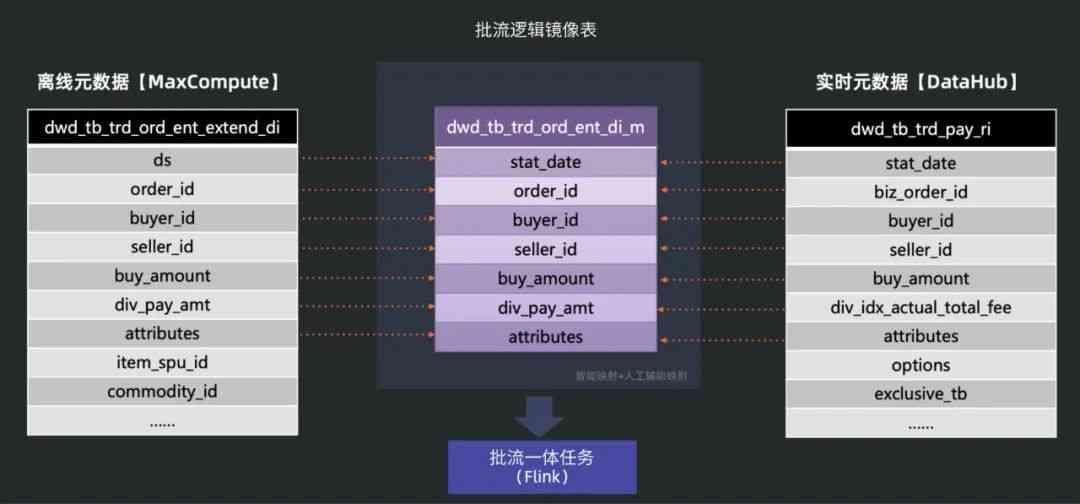 批流逻辑镜像表
离线元数据【MaxCompute】
dwd_tb_trd_ord_ent_extend_di
ds
order_id
buyer_id
seller_id
buy_amount
div_pay_amt
attributes
item_spu_id
commodity_id
......
dwd_tb_trd_ord_ent_di_m
stat_date
order_id
buyer_id
seller_id
buy_amount
div_pay_amt
attributes
智能映射+人工辅助映射
实时元数据【DataHub】
dwd_tb_trd_pay_ri
stat_date
biz_order_id
buyer_id
seller_id
buy_amount
div_idx_actual_total_fee
attributes
options
exclusive_tb
......
批流一体任务
（Flink）